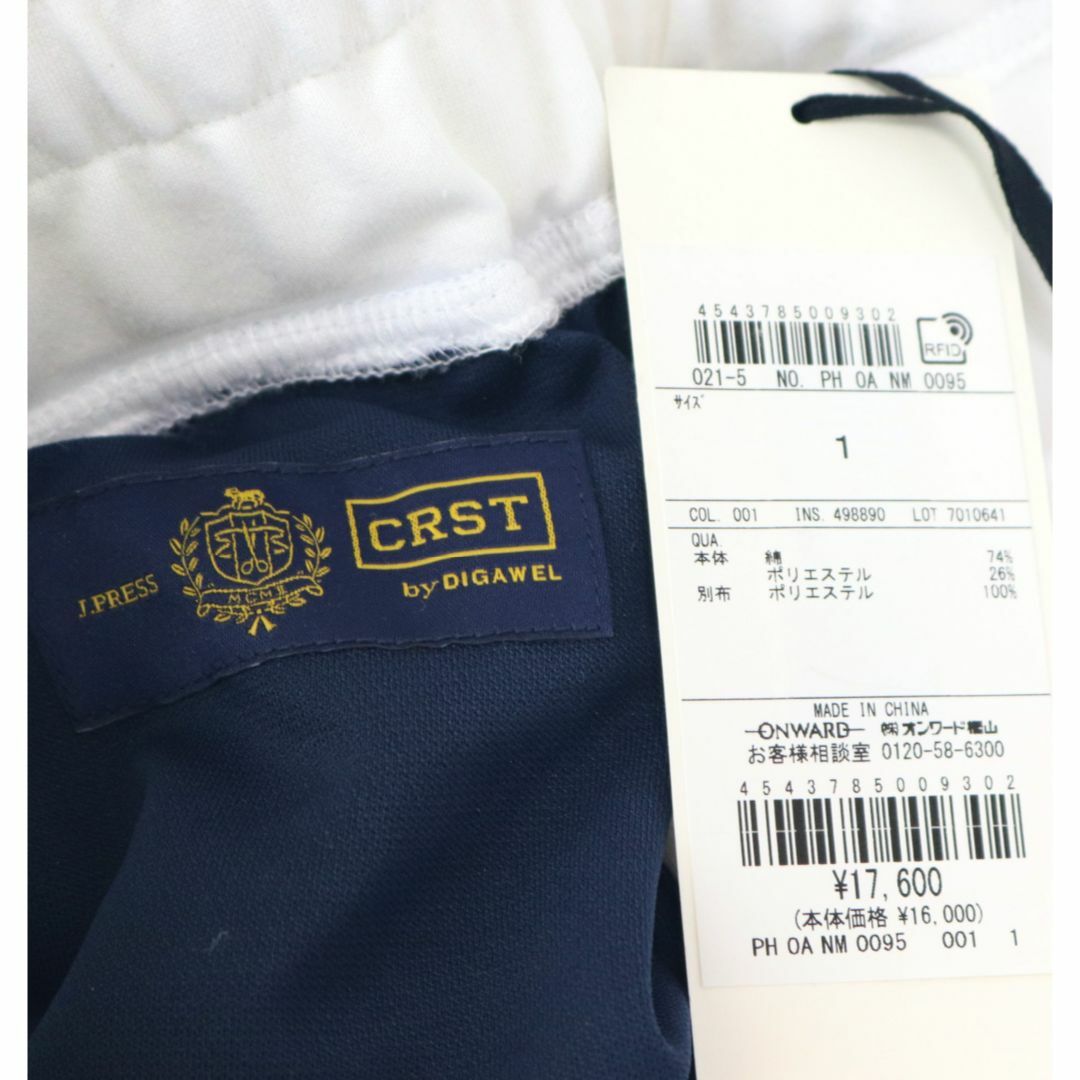 J.PRESS
MCMII
CRST
by DIGAWEL
4543785009302
RFID
021-5 NO. PH OA NM 0095
サイズ
1
COL. 001 INS. 498890 LOT 7010641
QUA.
本体 綿 74%
ポリエステル 26%
別布 ポリエステル 100%
MADE IN CHINA
ONWARD ㈱オンワード樫山
お客様相談室 0120-58-6300
4543785009302
¥17,600
(本体価格 ¥16,000)
PH OA NM 0095 001 1